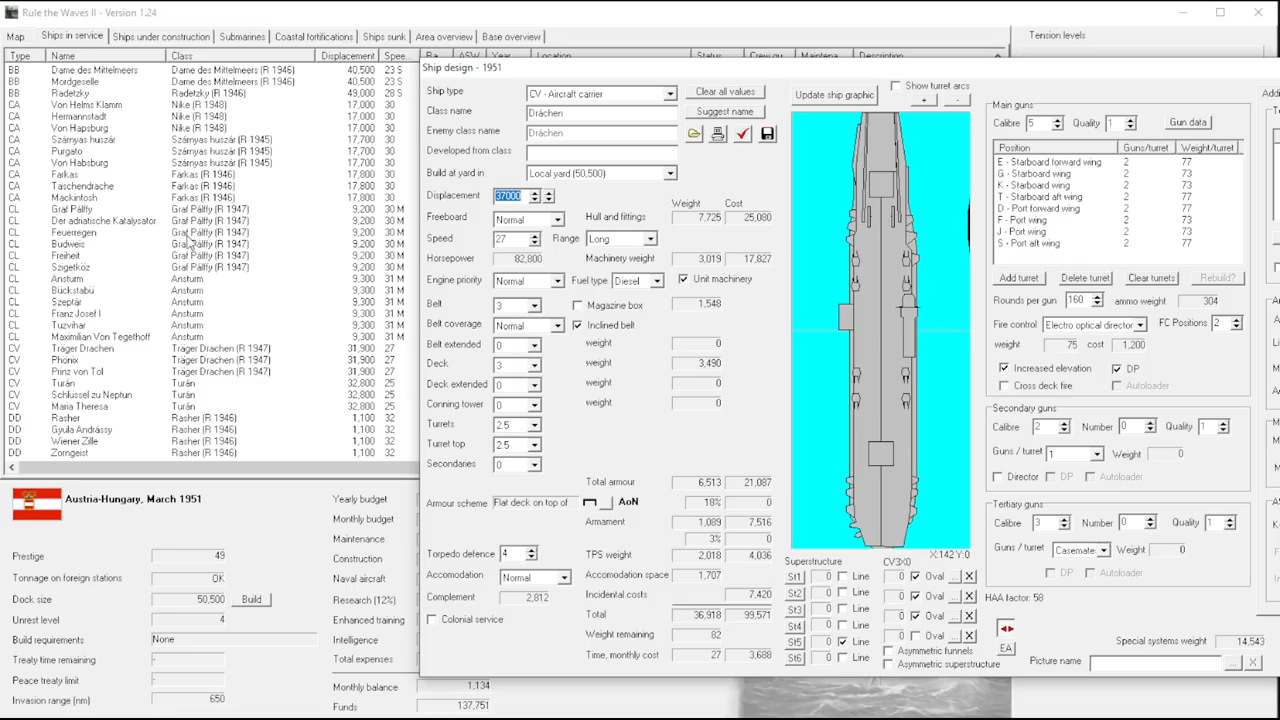 Rule the Waves II - Version 1.24
Map Ships in service Ships under construction Submarines Coastal fortifications Ships sunk Area overview Base overview
Tension levels
Type Name Class Displacement Spee...
BB Dame des Mittelmeers Dame des Mittelmeers (R 1946) 40,500 23 S
BB Mordgeselle Dame des Mittelmeers (R 1946) 40,500 23 S
BB Radetzky Radetzky (R 1946) 49,000 28 S
CA Von Helms Klamm Nike (R 1948) 17,000 30
CA Hermannstadt Nike (R 1948) 17,000 30
CA Von Hapsburg Nike (R 1948) 17,000 30
CA Szárnyas huszár Szárnyas huszár (R 1945) 17,700 30
CA Purgato Szárnyas huszár (R 1945) 17,700 30
CA Von Habsburg Szárnyas huszár (R 1945) 17,700 30
CA Farkas Farkas (R 1946) 17,000 30
CA Taschendrache Farkas (R 1946) 17,000 30
CA Mackintosh Farkas (R 1946) 17,000 30
CL Graf Pálffy Graf Pálffy (R 1947) 9,200 30 M
CL Der adriatische Katalysator Graf Pálffy (R 1947) 9,200 30 M
CL Feuerregen Graf Pálffy (R 1947) 9,200 30 M
CL Budweis Graf Pálffy (R 1947) 9,200 30 M
CL Freiheit Graf Pálffy (R 1947) 9,200 30 M
CL Szigetköz Graf Pálffy (R 1947) 9,200 30 M
CL Ansturm Ansturm 9,300 31 M
CL Bückstabü Ansturm 9,300 31 M
CL Szeptár Ansturm 9,300 31 M
CL Franz Josef I Ansturm 9,300 31 M
CL Tuzvihar Ansturm 9,300 31 M
CL Maximilian Von Tegethoff Ansturm 9,300 31 M
CV Träger Drachen Träger Drachen (R 1947) 31,900 27
CV Phönix Träger Drachen (R 1947) 31,900 27
CV Prinz von Tol Träger Drachen (R 1947) 31,900 27
CV Turán Turán 32,800 25
CV Schlüssel zu Neptun Turán 32,800 25
CV Maria Theresa Turán 32,800 25
DD Rasher Rasher (R 1946) 1,100 32
DD Gyula Andrássy Rasher (R 1946) 1,100 32
DD Wiener Zille Rasher (R 1946) 1,100 32
DD Zorngeist Rasher (R 1946) 1,100 32
Austria-Hungary, March 1951
Prestige 49
Tonnage on foreign stations OK
Dock size 50,500 Build
Unrest level 4
Build requirements None
Treaty time remaining -
Peace treaty limit -
Invasion range (nm) 650
Yearly budget
Monthly budget
Maintenance
Construction
Naval aircraft
Research (12%)
Enhanced training
Intelligence
Total expenses
Monthly balance 1,134
Funds 137,751
Ship design - 1951
Ship type CV - Aircraft carrier Clear all values
Class name Dráchen Suggest name
Enemy class name Dráchen
Developed from class
Build at yard in Local yard (50,500)
Displacement 37000 Weight Cost
Freeboard Normal Hull and fittings 7,725 25,080
Speed 27 Range Long
Horsepower 82,800 Machinery weight 3,019 17,827
Engine priority Normal Fuel type Diesel Unit machinery
Belt 3 Magazine box 1,548
Belt coverage Normal Inclined belt
Belt extended 0 weight 0
Deck 3 weight 3,490
Deck extended 0 weight 0
Conning tower 0 weight 0
Turrets 2.5
Turret top 2.5
Secondaries 0
Total armour 6,513 21,087
Armour scheme Flat deck on top of AoN 18% 0
Armament 1,089 7,516
3% 0
Torpedo defence 4 TPS weight 2,018 4,036
Accomodation Normal Accomodation space 1,707
Complement 2,812 Incidental costs 7,420
Colonial service Total 36,918 99,571
Weight remaining 82
Time, monthly cost 27 3,688
Update ship graphic Show turret arcs
+ -
X:142 Y:0
Superstructure CV3X0
St1 0 Line 0 Oval ... X
St2 0 Line 0 Oval ... X
St3 0 Line 0 Oval ... X
St4 0 Line 0 Oval ... X
St5 0 Line Asymmetric funnels
St6 0 Line Asymmetric superstructure
Main guns
Calibre 5 Quality 1 Gun data
Position Guns/turret Weight/turret
E - Starboard forward wing 2 77
G - Starboard wing 2 73
K - Starboard wing 2 73
T - Starboard aft wing 2 77
D - Port forward wing 2 77
F - Port wing 2 73
J - Port wing 2 73
S - Port aft wing 2 77
Add turret Delete turret Clear turrets Rebuild?
Rounds per gun 160 ammo weight 304
Fire control Electro optical director FC Positions 2
weight 75 cost 1,200
Increased elevation DP
Cross deck fire Autoloader
Secondary guns
Calibre 2 Number 0 Quality 1
Guns / turret 1 Weight 0
Director DP Autoloader
Tertiary guns
Calibre 3 Number 0 Quality 1
Guns / turret Casemate: Weight 0
DP Autoloader
HAA factor: 58
EA
Special systems weight 14,543
Picture name ... X